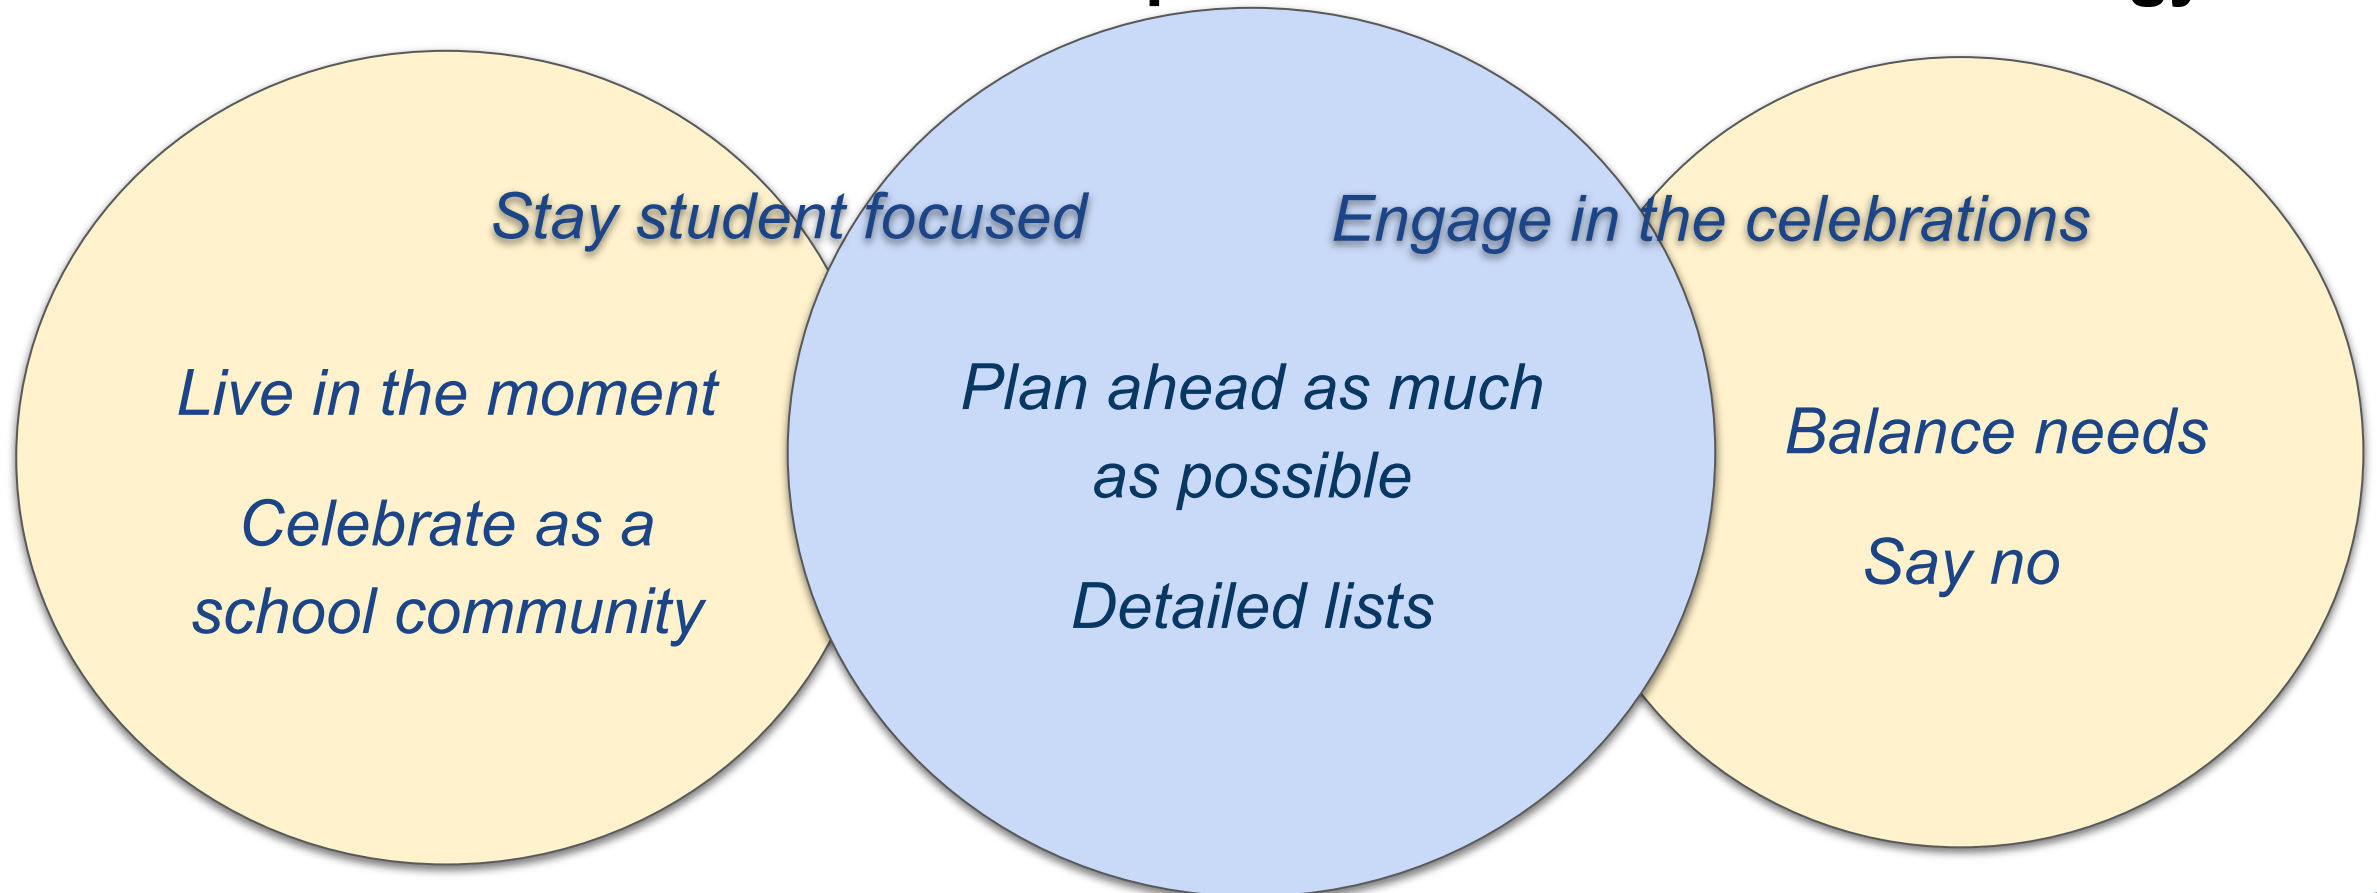 Stay student focused
Engage in the celebrations
Live in the moment
Celebrate as a
school community
Plan ahead as much
as possible
Detailed lists
Balance needs
Say no